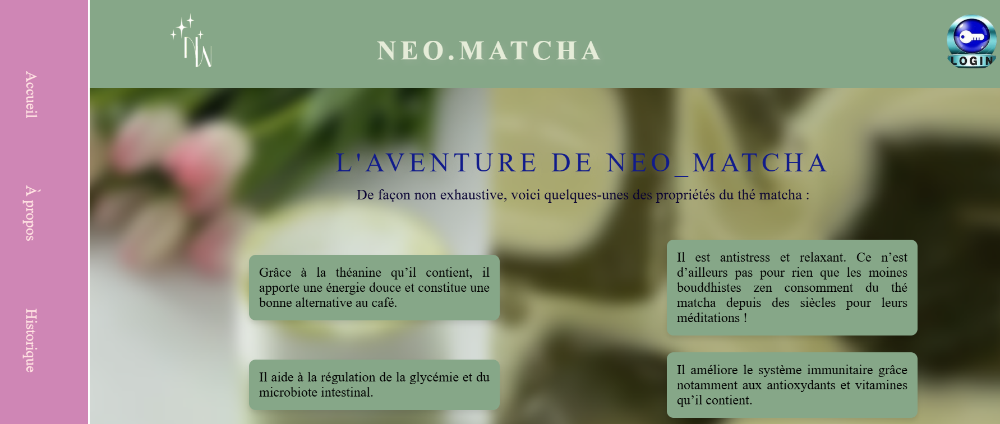 NN
NEO.MATCHA
LOGIN
Accueil
À propos
Historique
L'AVENTURE DE NEO_MATCHA
De façon non exhaustive, voici quelques-unes des propriétés du thé matcha :
Grâce à la théanine qu’il contient, il
apporte une énergie douce et constitue une
bonne alternative au café.
Il aide à la régulation de la glycémie et du
microbiote intestinal.
Il est antistress et relaxant. Ce n’est
d’ailleurs pas pour rien que les moines
bouddhistes zen consomment du thé
matcha depuis des siècles pour leurs
méditations !
Il améliore le système immunitaire grâce
notamment aux antioxydants et vitamines
qu’il contient.